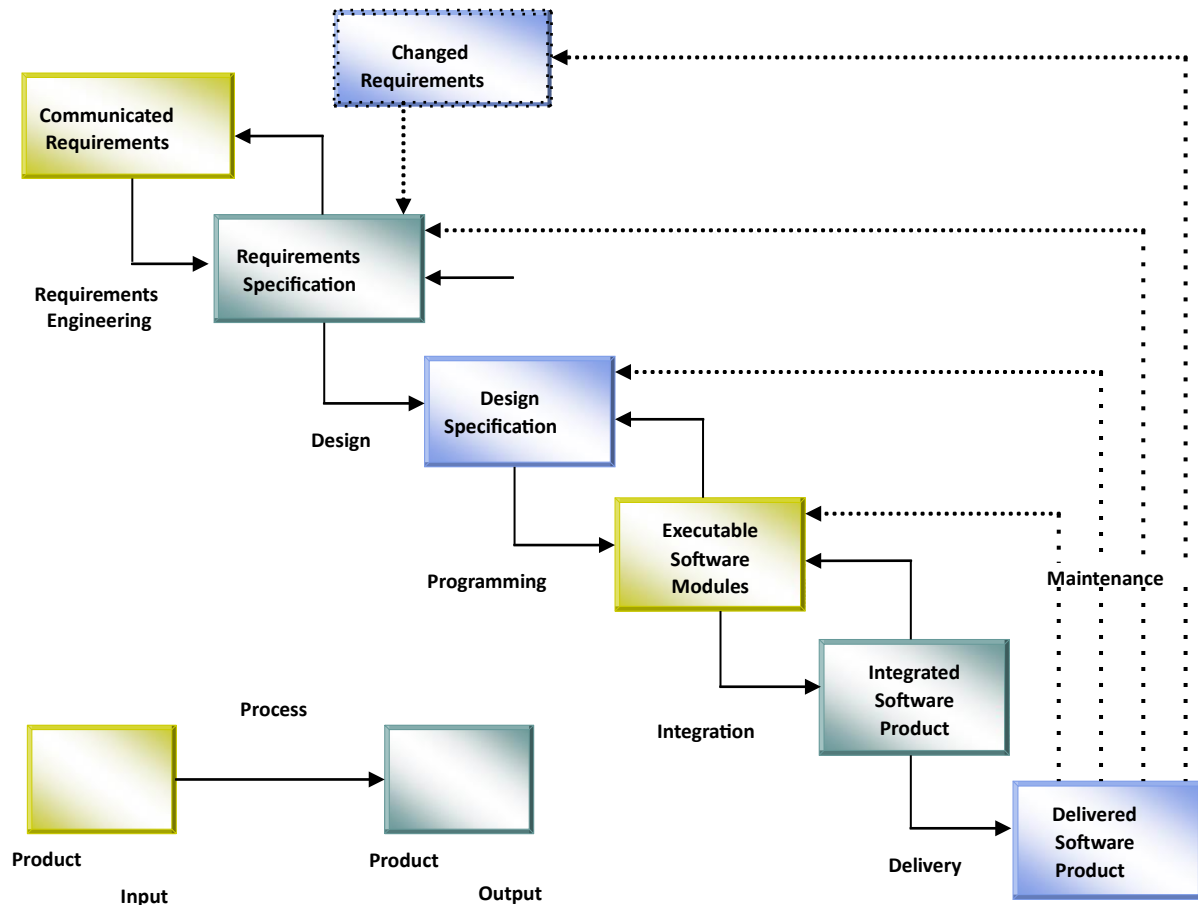 Changed
Requirements
Communicated
Requirements
Requirements
Specification
Requirements
Engineering
Design
Specification
Design
Executable
Software
Modules
Programming
Maintenance
Integrated
Software
Product
Integration
Process
Delivered
Software
Product
Delivery
Product
Input
Product
Output